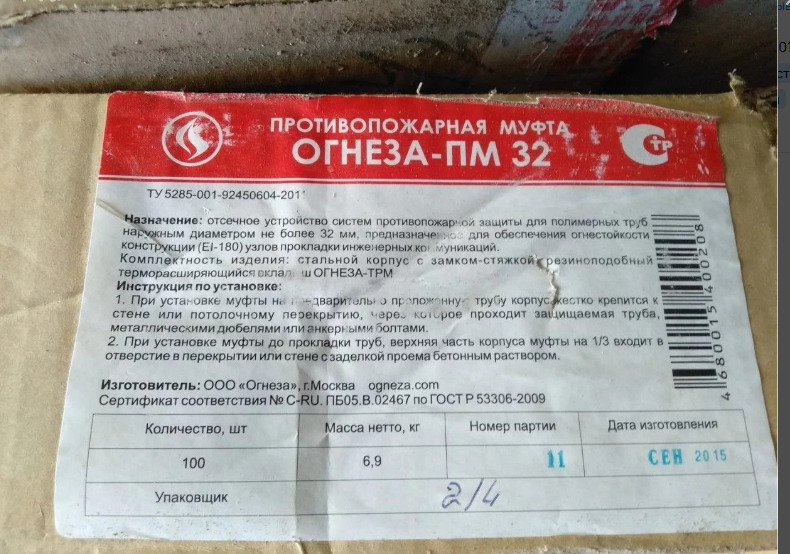 ПРОТИВОПОЖАРНАЯ МУФТА
ОГНЕЗА-ПМ 32
СТР
ТУ 5285-001-92450604-2011
Назначение: отсечное устройство систем противопожарной защиты для полимерных труб
наружным диаметром не более 32 мм, предназначенное для обеспечения огнестойкости
конструкции (EI-180) узлов прокладки инженерных коммуникаций.
Комплектность изделия: стальной корпус с замком-стяжкой, резиноподобный
терморасширяющийся вкладыш ОГНЕЗА-ТРМ
Инструкция по установке:
1. При установке муфты на предварительно проложенную трубу корпус жестко крепится к
стене или потолочному перекрытию, через которое проходит защищаемая труба,
металлическими дюбелями или анкерными болтами.
2. При установке муфты до прокладки труб, верхняя часть корпуса муфты на 1/3 входит в
отверстие в перекрытии или стене с заделкой проема бетонным раствором.
4680015400208
Изготовитель: ООО «Огнеза», г.Москва ogneza.com
Сертификат соответствия № C-RU. ПБ05.В.02467 по ГОСТ Р 53306-2009
Количество, шт Масса нетто, кг Номер партии Дата изготовления
100 6,9 11 СЕН 2015
Упаковщик 2/4